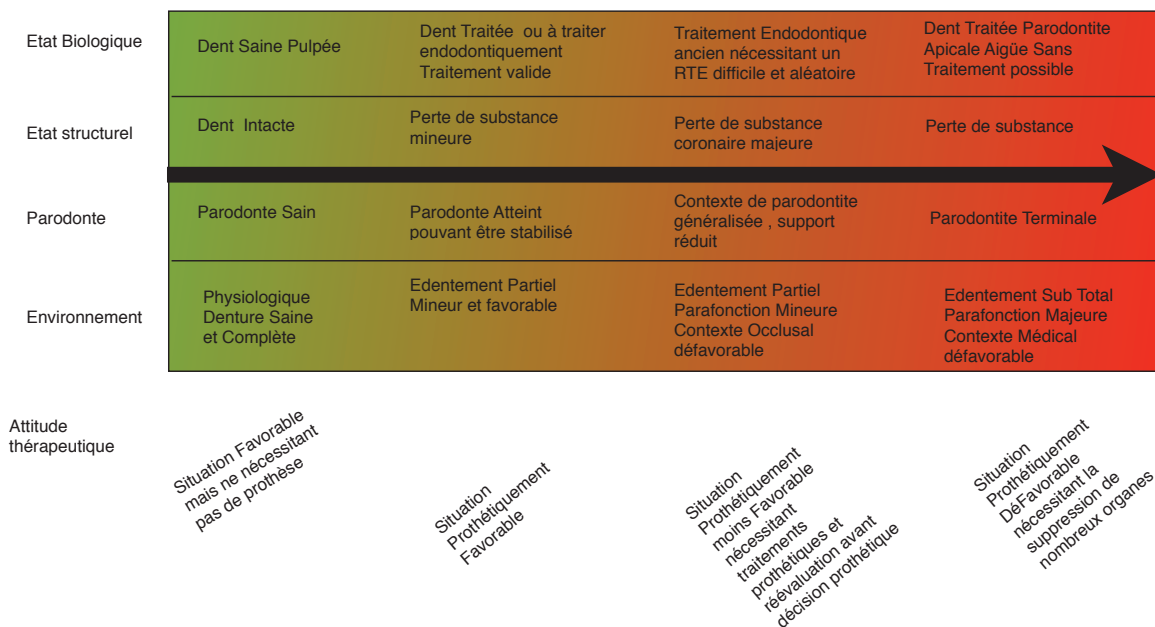 Etat Biologique
Dent Saine Pulpée
Dent Traitée ou à traiter
endodontiquement
Traitement valide
Traitement Endodontique
ancien nécessitant un
RTE difficile et aléatoire
Dent Traitée Parodontite
Apicale Aigüe Sans
Traitement possible
Etat structurel
Dent Intacte
Perte de substance
mineure
Perte de substance
coronaire majeure
Perte de substance
Parodonte
Parodonte Sain
Parodonte Atteint
pouvant être stabilisé
Contexte de parodontite
généralisée , support
réduit
Parodontite Terminale
Environnement
Physiologique
Denture Saine
et Complète
Edentement Partiel
Mineur et favorable
Edentement Partiel
Parafonction Mineure
Contexte Occlusal
défavorable
Edentement Sub Total
Parafonction Majeure
Contexte Médical
défavorable
Attitude
thérapeutique
Situation Favorable
mais ne nécessitant
pas de prothèse
Situation
Prothétiquement
Favorable
Situation
Prothétiquement
moins Favorable
nécessitant
traitements
prothétiques et
réévaluation avant
décision prothétique
Situation
Prothétiquement
DéFavorable
nécessitant la
suppression de
nombreux organes